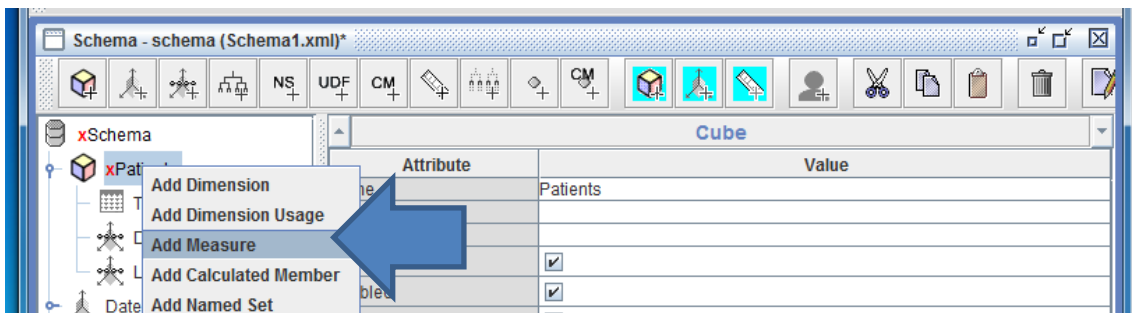 Schema - schema (Schema1.xml)*
NS UDF CM CM
xSchema
Cube
xPati
Attribute Value
Add Dimension
Patients
Add Dimension Usage
Add Measure
Add Calculated Member
Date
Add Named Set